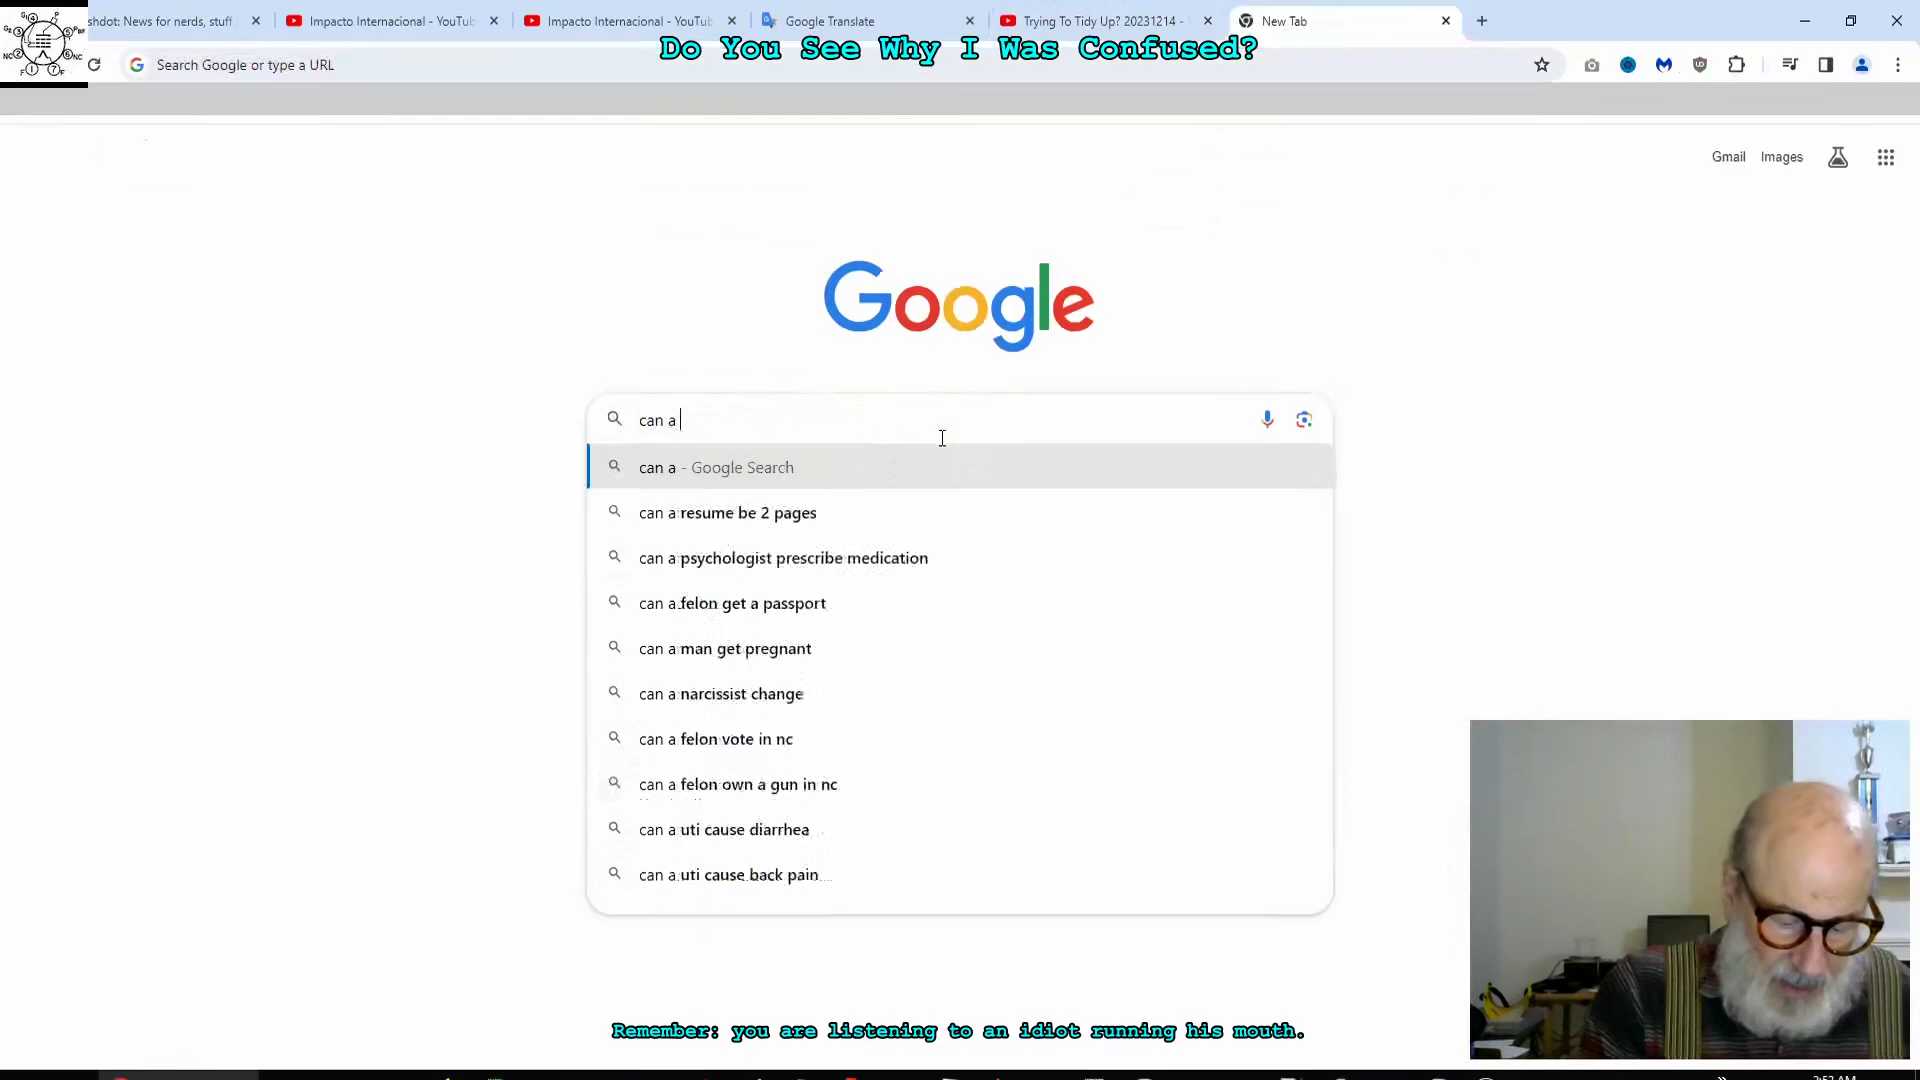 shdot: News for nerds, stuff
Impacto Internacional - YouTub
Impacto Internacional - YouTub
Google Translate
Trying To Tidy Up? 20231214 -
New Tab
Do You See Why I Was Confused?
Search Google or type a URL
Gmail
Images
Google
can a
can a - Google Search
can a resume be 2 pages
can a psychologist prescribe medication
can a felon get a passport
can a man get pregnant
can a narcissist change
can a felon vote in nc
can a felon own a gun in nc
can a uti cause diarrhea
can a uti cause back pain
Remember: you are listening to an idiot running his mouth.